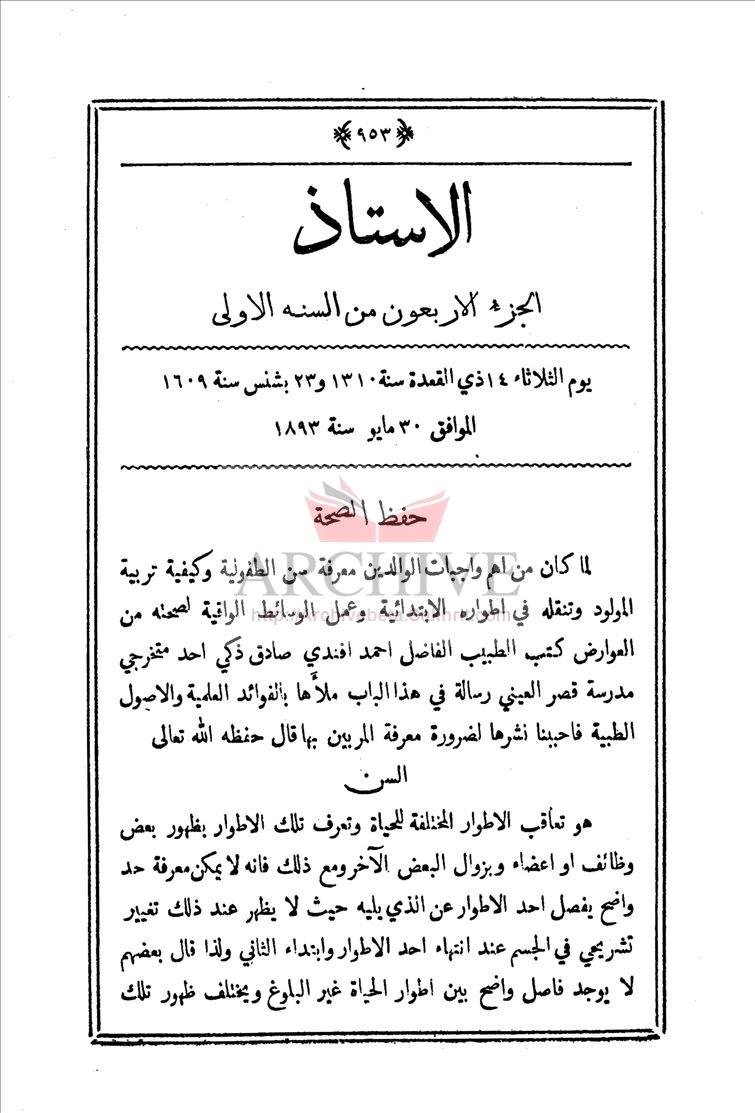 ٩٥٣
الاستاذ
الجزء الاربعون من السنه الاولى
يوم الثلاثاء ١٤ ذي القعدة سنة ١٣١٠ و٢٣ بشنس سنة ١٦٠٩
الموافق ٣٠ مايو سنة ١٨٩٣
حفظ الصحة
ARCHIVE
لما كان من اهم واجبات الوالدين معرفة سن الطفولية وكيفية تربية
المولود وتنقله في اطواره الابتدائية وعمل الوسائط الواقية لصحته من
العوارض كتب الطبيب الفاضل احمد افندي صادق ذكي احد متخرجي
مدرسة قصر العيني رسالة في هذا الباب ملأها بالفوائد العلمية والاصول
الطبية فاحببنا نشرها لضرورة معرفة المربين بها قال حفظه الله تعالى
السن
هو تعاقب الاطوار المختلفة للحياة وتعرف تلك الاطوار بظهور بعض
وظائف او اعضاء وبزوال البعض الآخر ومع ذلك فانه لا يمكن معرفة حد
واضح يفصل احد الاطوار عن الذي يليه حيث لا يظهر عند ذلك تغيير
تشريحي في الجسم عند انتهاء احد الاطوار وابتداء الثاني ولذا قال بعضهم
لا يوجد فاصل واضح بين اطوار الحياة غير البلوغ ويختلف ظهور تلك